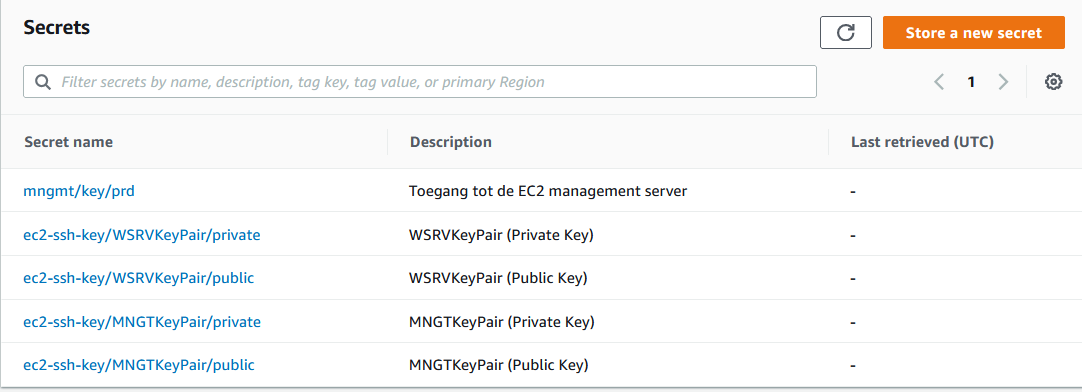 Secrets
Store a new secret
Filter secrets by name, description, tag key, tag value, or primary Region
1
Secret name Description Last retrieved (UTC)
mngmt/key/prd Toegang tot de EC2 management server -
ec2-ssh-key/WSRVKeyPair/private WSRVKeyPair (Private Key) -
ec2-ssh-key/WSRVKeyPair/public WSRVKeyPair (Public Key) -
ec2-ssh-key/MNGTKeyPair/private MNGTKeyPair (Private Key) -
ec2-ssh-key/MNGTKeyPair/public MNGTKeyPair (Public Key) -